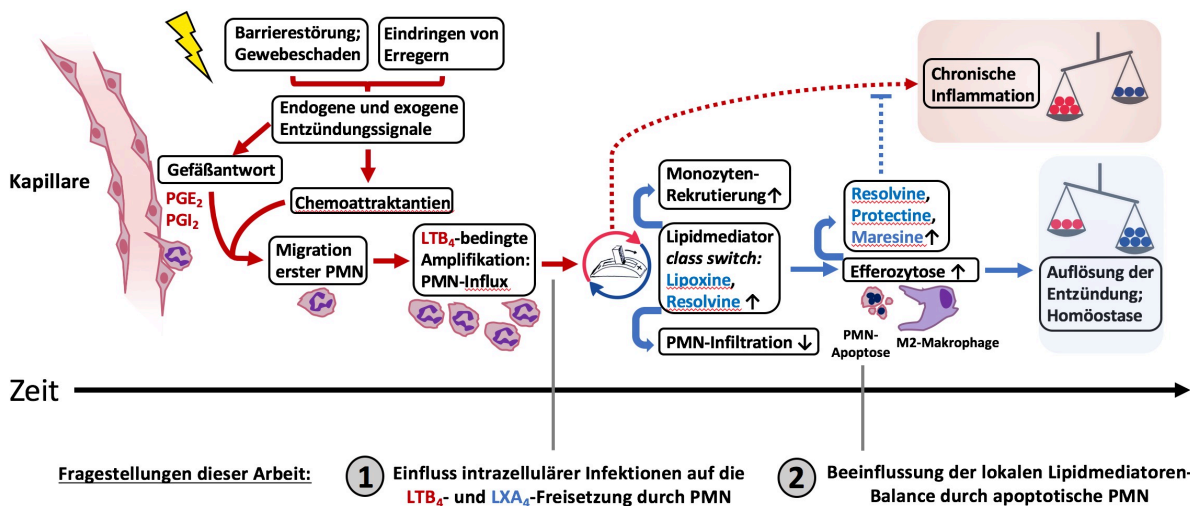 Barrierestörung;
Gewebeschaden
Eindringen von
Erregern
Endogene und exogene
Entzündungssignale
Kapillare
Gefäßantwort
PGE₂
PGI₂
Chemoattraktantien
Migration
erster PMN
LTB₄-bedingte
Amplifikation:
PMN-Influx
Monozyten-
Rekrutierung↑
Lipidmediator
class switch:
Lipoxine,
Resolvine ↑
PMN-Infiltration ↓
Resolvine,
Protectine,
Maresine↑
Efferozytose ↑
PMN-
Apoptose
M2-Makrophage
Chronische
Inflammation
Auflösung der
Entzündung;
Homöostase
Zeit
Fragestellungen dieser Arbeit:
1 Einfluss intrazellulärer Infektionen auf die
LTB₄- und LXA₄-Freisetzung durch PMN
2 Beeinflussung der lokalen Lipidmediatoren-
Balance durch apoptotische PMN